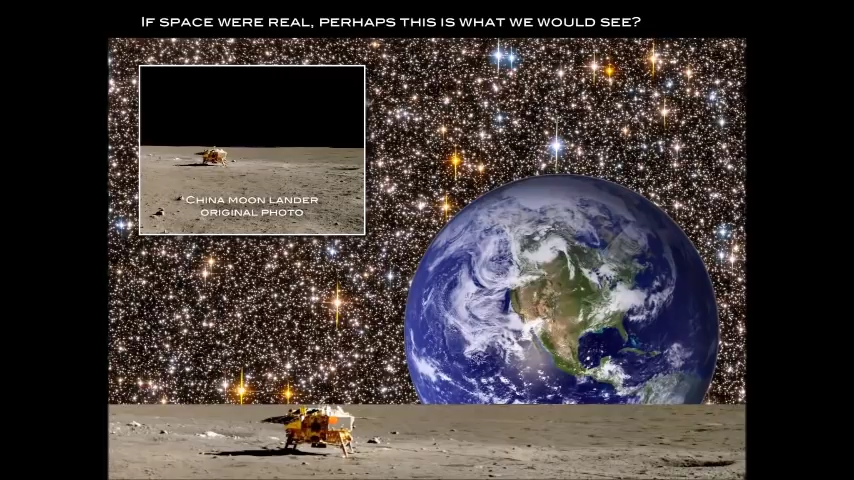 If space were real, perhaps this is what we would see?
*China moon lander
original photo